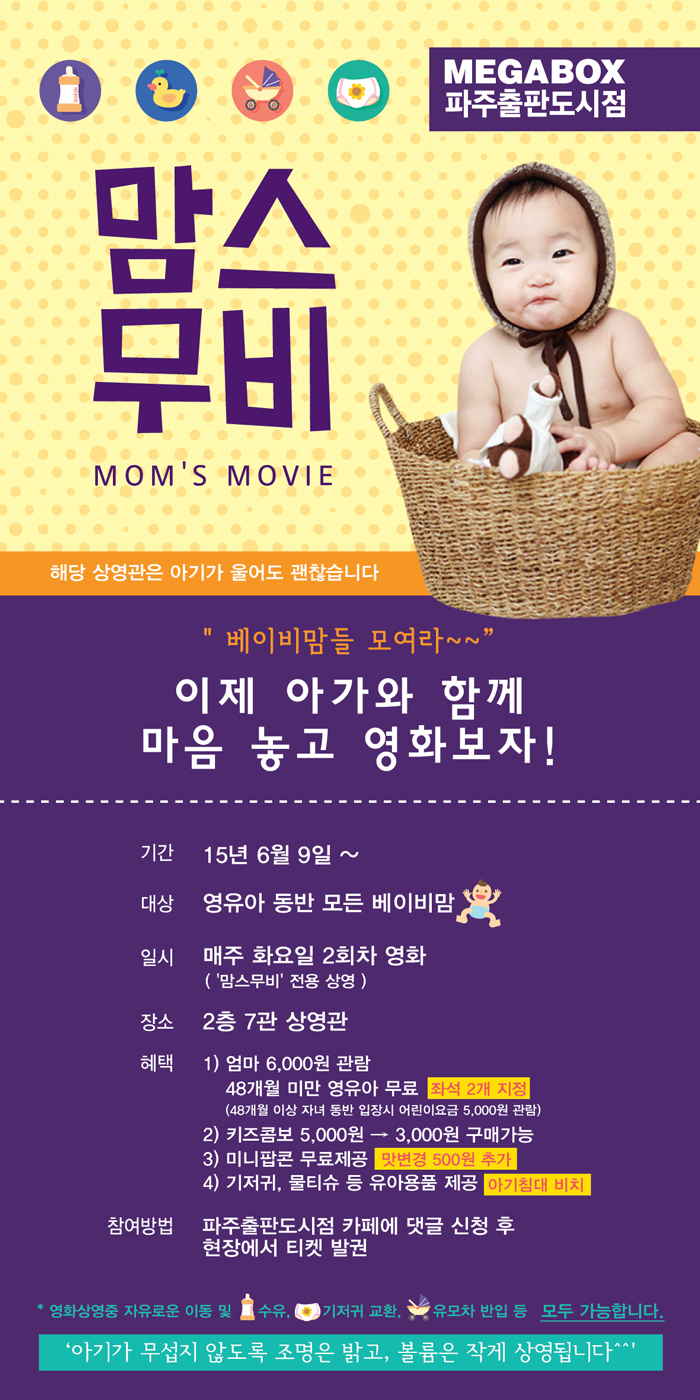 MEGABOX
파주출판도시점
맘스
무비
MOM'S MOVIE
해당 상영관은 아기가 울어도 괜찮습니다
" 베이비맘들 모여라~~”
이제 아가와 함께
마음 놓고 영화보자!
기간 15년 6월 9일 ~
대상 영유아 동반 모든 베이비맘
일시 매주 화요일 2회차 영화
( '맘스무비' 전용 상영 )
장소 2층 7관 상영관
혜택 1) 엄마 6,000원 관람
48개월 미만 영유아 무료 좌석 2개 지정
(48개월 이상 자녀 동반 입장시 어린이요금 5,000원 관람)
2) 키즈콤보 5,000원 → 3,000원 구매가능
3) 미니팝콘 무료제공 맛변경 500원 추가
4) 기저귀, 물티슈 등 유아용품 제공 아기침대 비치
참여방법 파주출판도시점 카페에 댓글 신청 후
현장에서 티켓 발권
* 영화상영중 자유로운 이동 및 수유, 기저귀 교환, 유모차 반입 등 모두 가능합니다.
‘아기가 무섭지 않도록 조명은 밝고, 볼륨은 작게 상영됩니다^^'